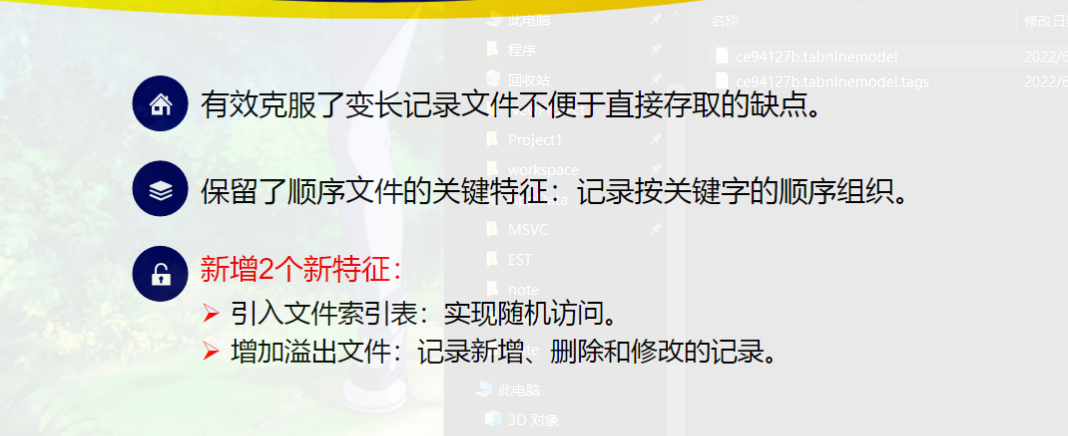 此电脑
名称
修改日
程序
ce94127b.tabninemodel
2022/6
回收站
ce94127b.tabninemodel.tags
2022/6
有效克服了变长记录文件不便于直接存取的缺点。
Project1
workspace
保留了顺序文件的关键特征：记录按关键字的顺序组织。
MSVC
EST
新增2个新特征：
note
引入文件索引表：实现随机访问。
增加溢出文件：记录新增、删除和修改的记录。
此电脑
3D 对象